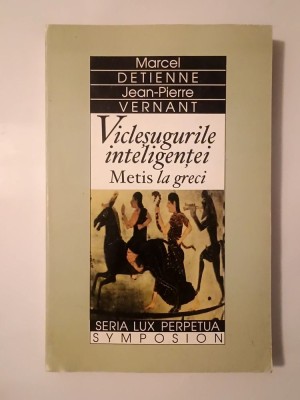 Marcel
DETIENNE
Jean-Pierre
VERNANT
Vicleșugurile
inteligenței
Metis la greci
SERIA LUX PERPETUA
SYMPOSION